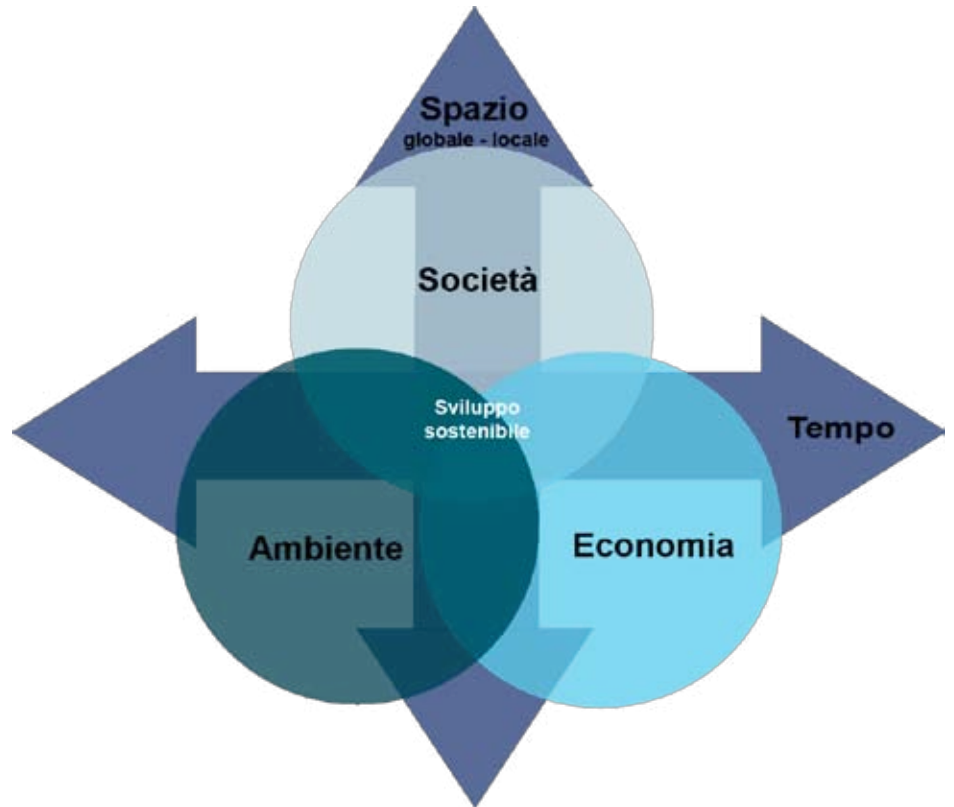 Spazio
globale - locale
Società
Sviluppo
sostenibile
Tempo
Ambiente
Economia